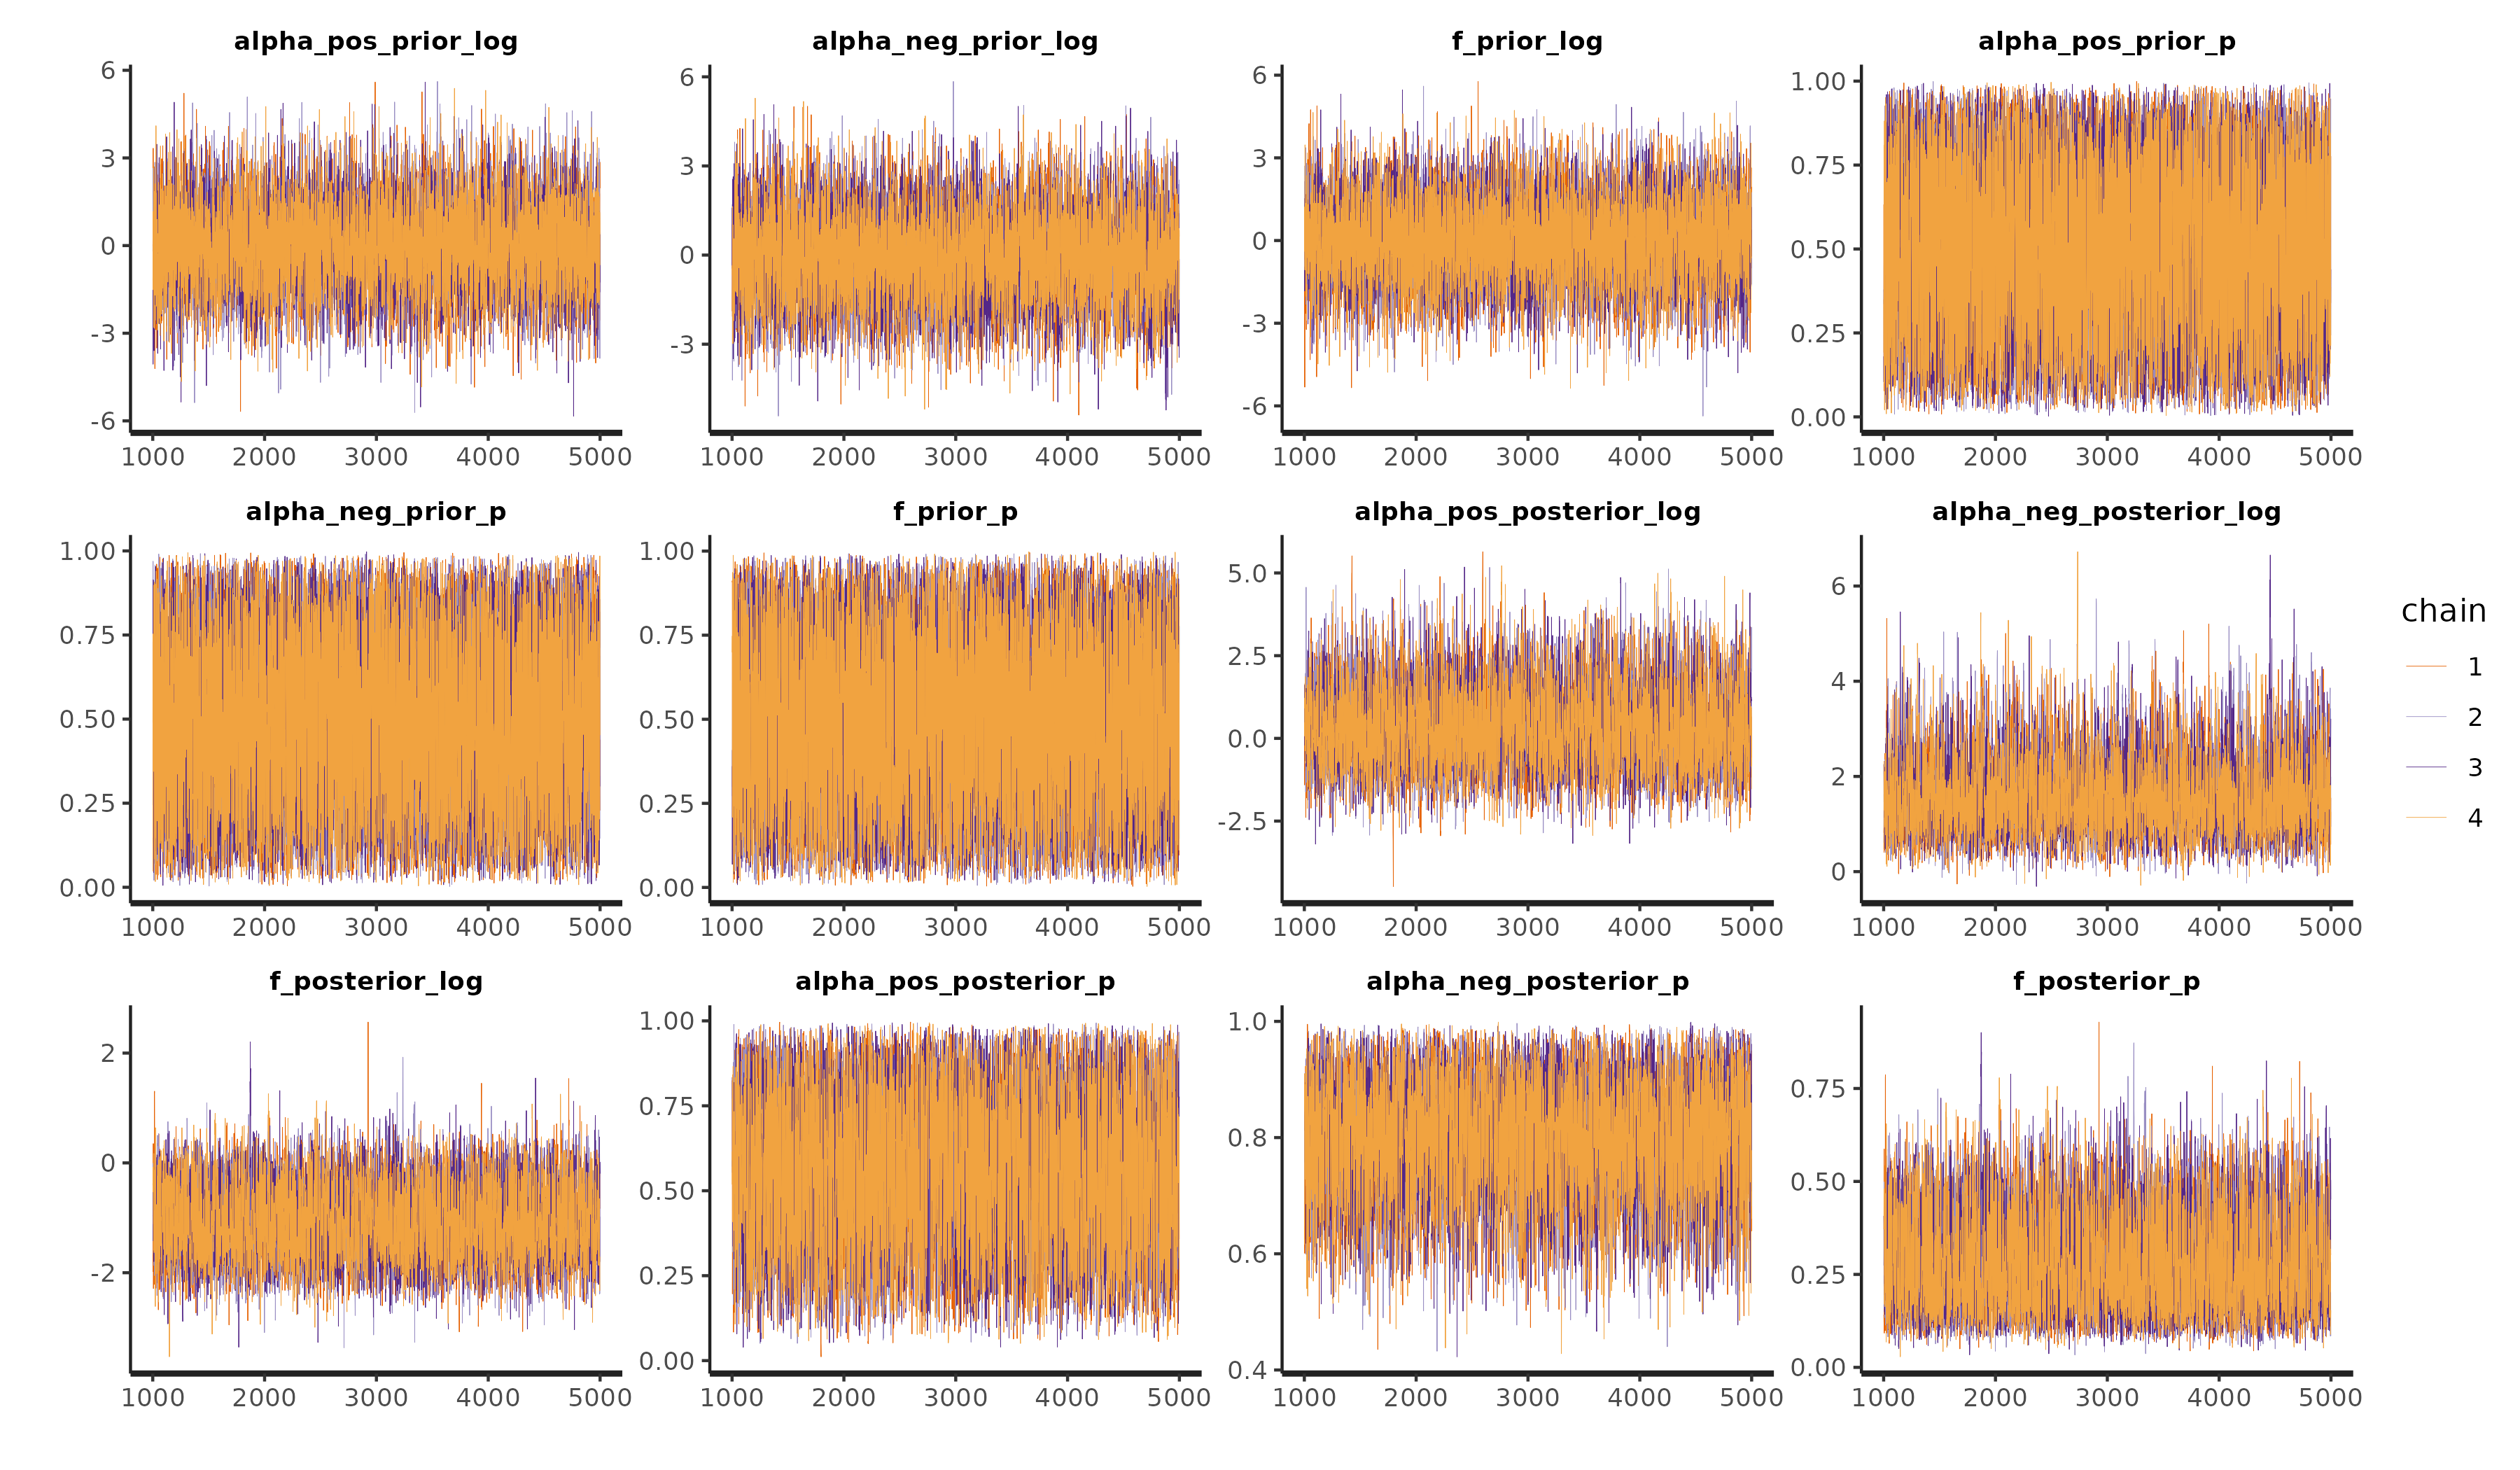 alpha_pos_prior_log
alpha_neg_prior_log
f_prior_log
alpha_pos_prior_p
6
3
0
-3
-6
1000 2000 3000 4000 5000
6
3
0
-3
1000 2000 3000 4000 5000
6
3
0
-3
-6
1000 2000 3000 4000 5000
1.00
0.75
0.50
0.25
0.00
1000 2000 3000 4000 5000
alpha_neg_prior_p
f_prior_p
alpha_pos_posterior_log
alpha_neg_posterior_log
1.00
0.75
0.50
0.25
0.00
1000 2000 3000 4000 5000
1.00
0.75
0.50
0.25
0.00
1000 2000 3000 4000 5000
5.0
2.5
0.0
-2.5
1000 2000 3000 4000 5000
6
4
2
0
1000 2000 3000 4000 5000
chain
1
2
3
4
f_posterior_log
alpha_pos_posterior_p
alpha_neg_posterior_p
f_posterior_p
2
0
-2
1000 2000 3000 4000 5000
1.00
0.75
0.50
0.25
0.00
1000 2000 3000 4000 5000
1.0
0.8
0.6
0.4
1000 2000 3000 4000 5000
0.75
0.50
0.25
0.00
1000 2000 3000 4000 5000